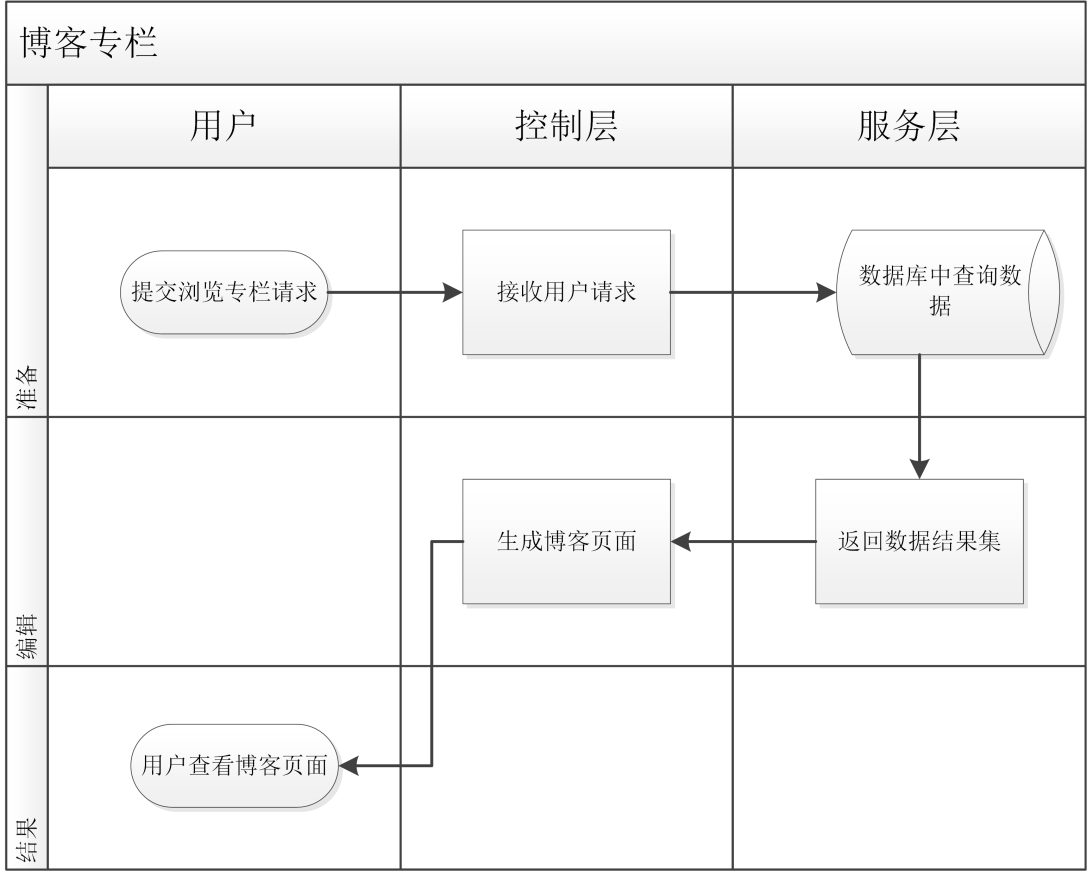 博客专栏
用户
控制层
服务层
准备
提交浏览专栏请求
接收用户请求
数据库中查询数
据
编辑
生成博客页面
返回数据结果集
结果
用户查看博客页面